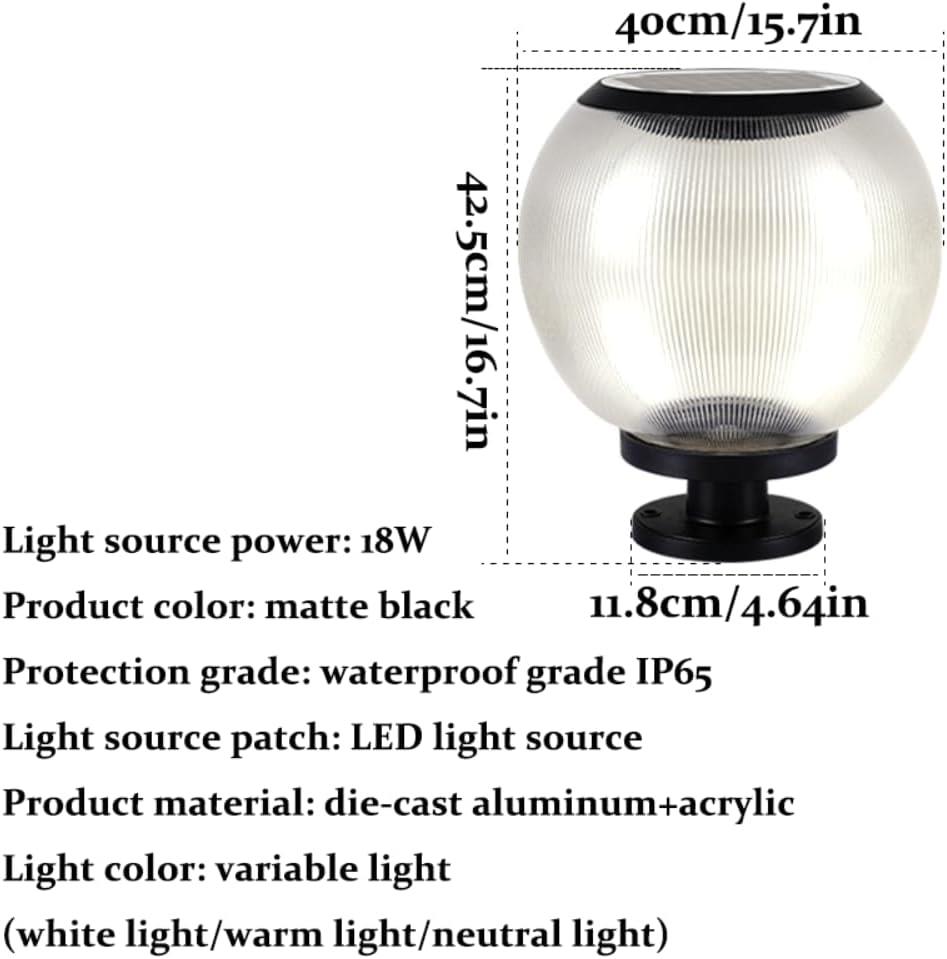 40cm/15.7in
42.5cm/16.7in
11.8cm/4.64in
Light source power: 18W
Product color: matte black
Protection grade: waterproof grade IP65
Light source patch: LED light source
Product material: die-cast aluminum+acrylic
Light color: variable light
(white light/warm light/neutral light)